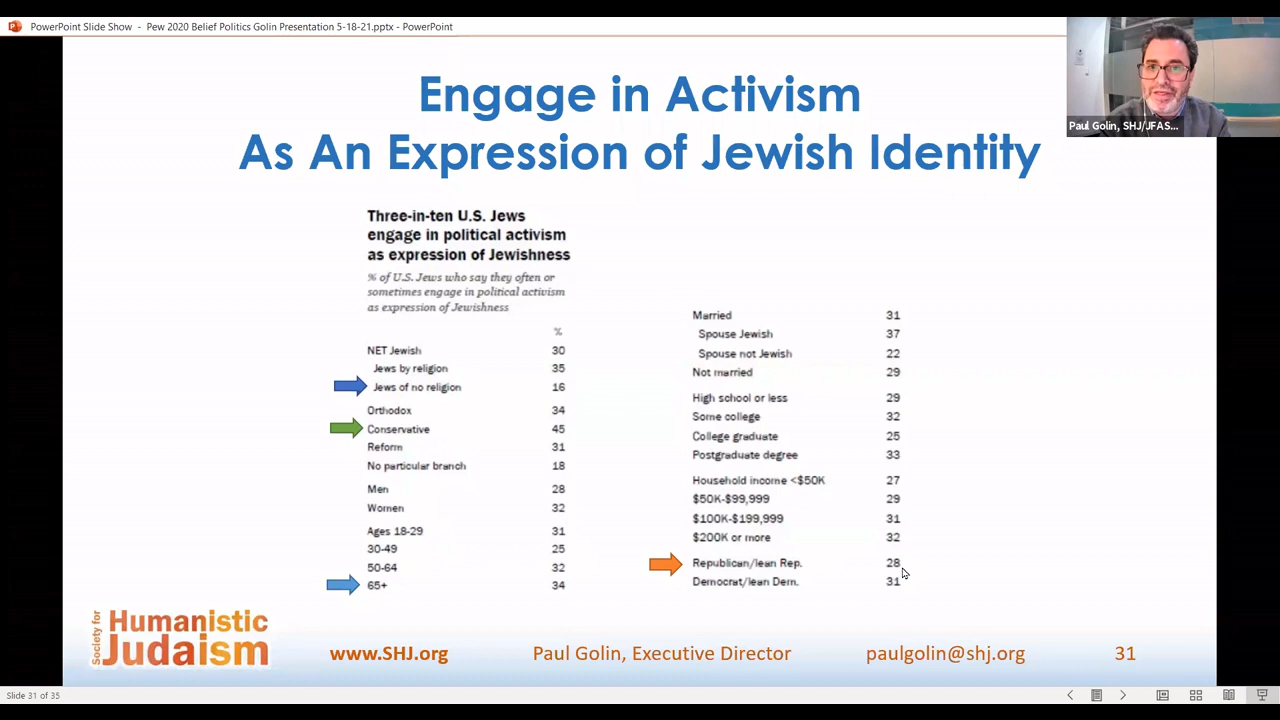 PowerPoint Slide Show - Pew 2020 Belief Politics Golin Presentation 5-18-21.pptx - PowerPoint
Paul Golin, SHJ/JFAS...
Engage in Activism
As An Expression of Jewish Identity
Three-in-ten U.S. Jews
engage in political activism
as expression of Jewishness
% of U.S. Jews who say they often or
sometimes engage in political activism
as expression of Jewishness
%
NET Jewish 30
Jews by religion 35
Jews of no religion 16
Orthodox 34
Conservative 45
Reform 31
No particular branch 18
Men 28
Women 32
Ages 18-29 31
30-49 25
50-64 32
65+ 34
Married 31
Spouse Jewish 37
Spouse not Jewish 22
Not married 29
High school or less 29
Some college 32
College graduate 25
Postgraduate degree 33
Household income <$50K 27
$50K-$99,999 29
$100K-$199,999 31
$200K or more 32
Republican/lean Rep. 28
Democrat/lean Dem. 31
Society for
Humanistic
Judaism
www.SHJ.org Paul Golin, Executive Director paulgolin@shj.org 31
Slide 31 of 35